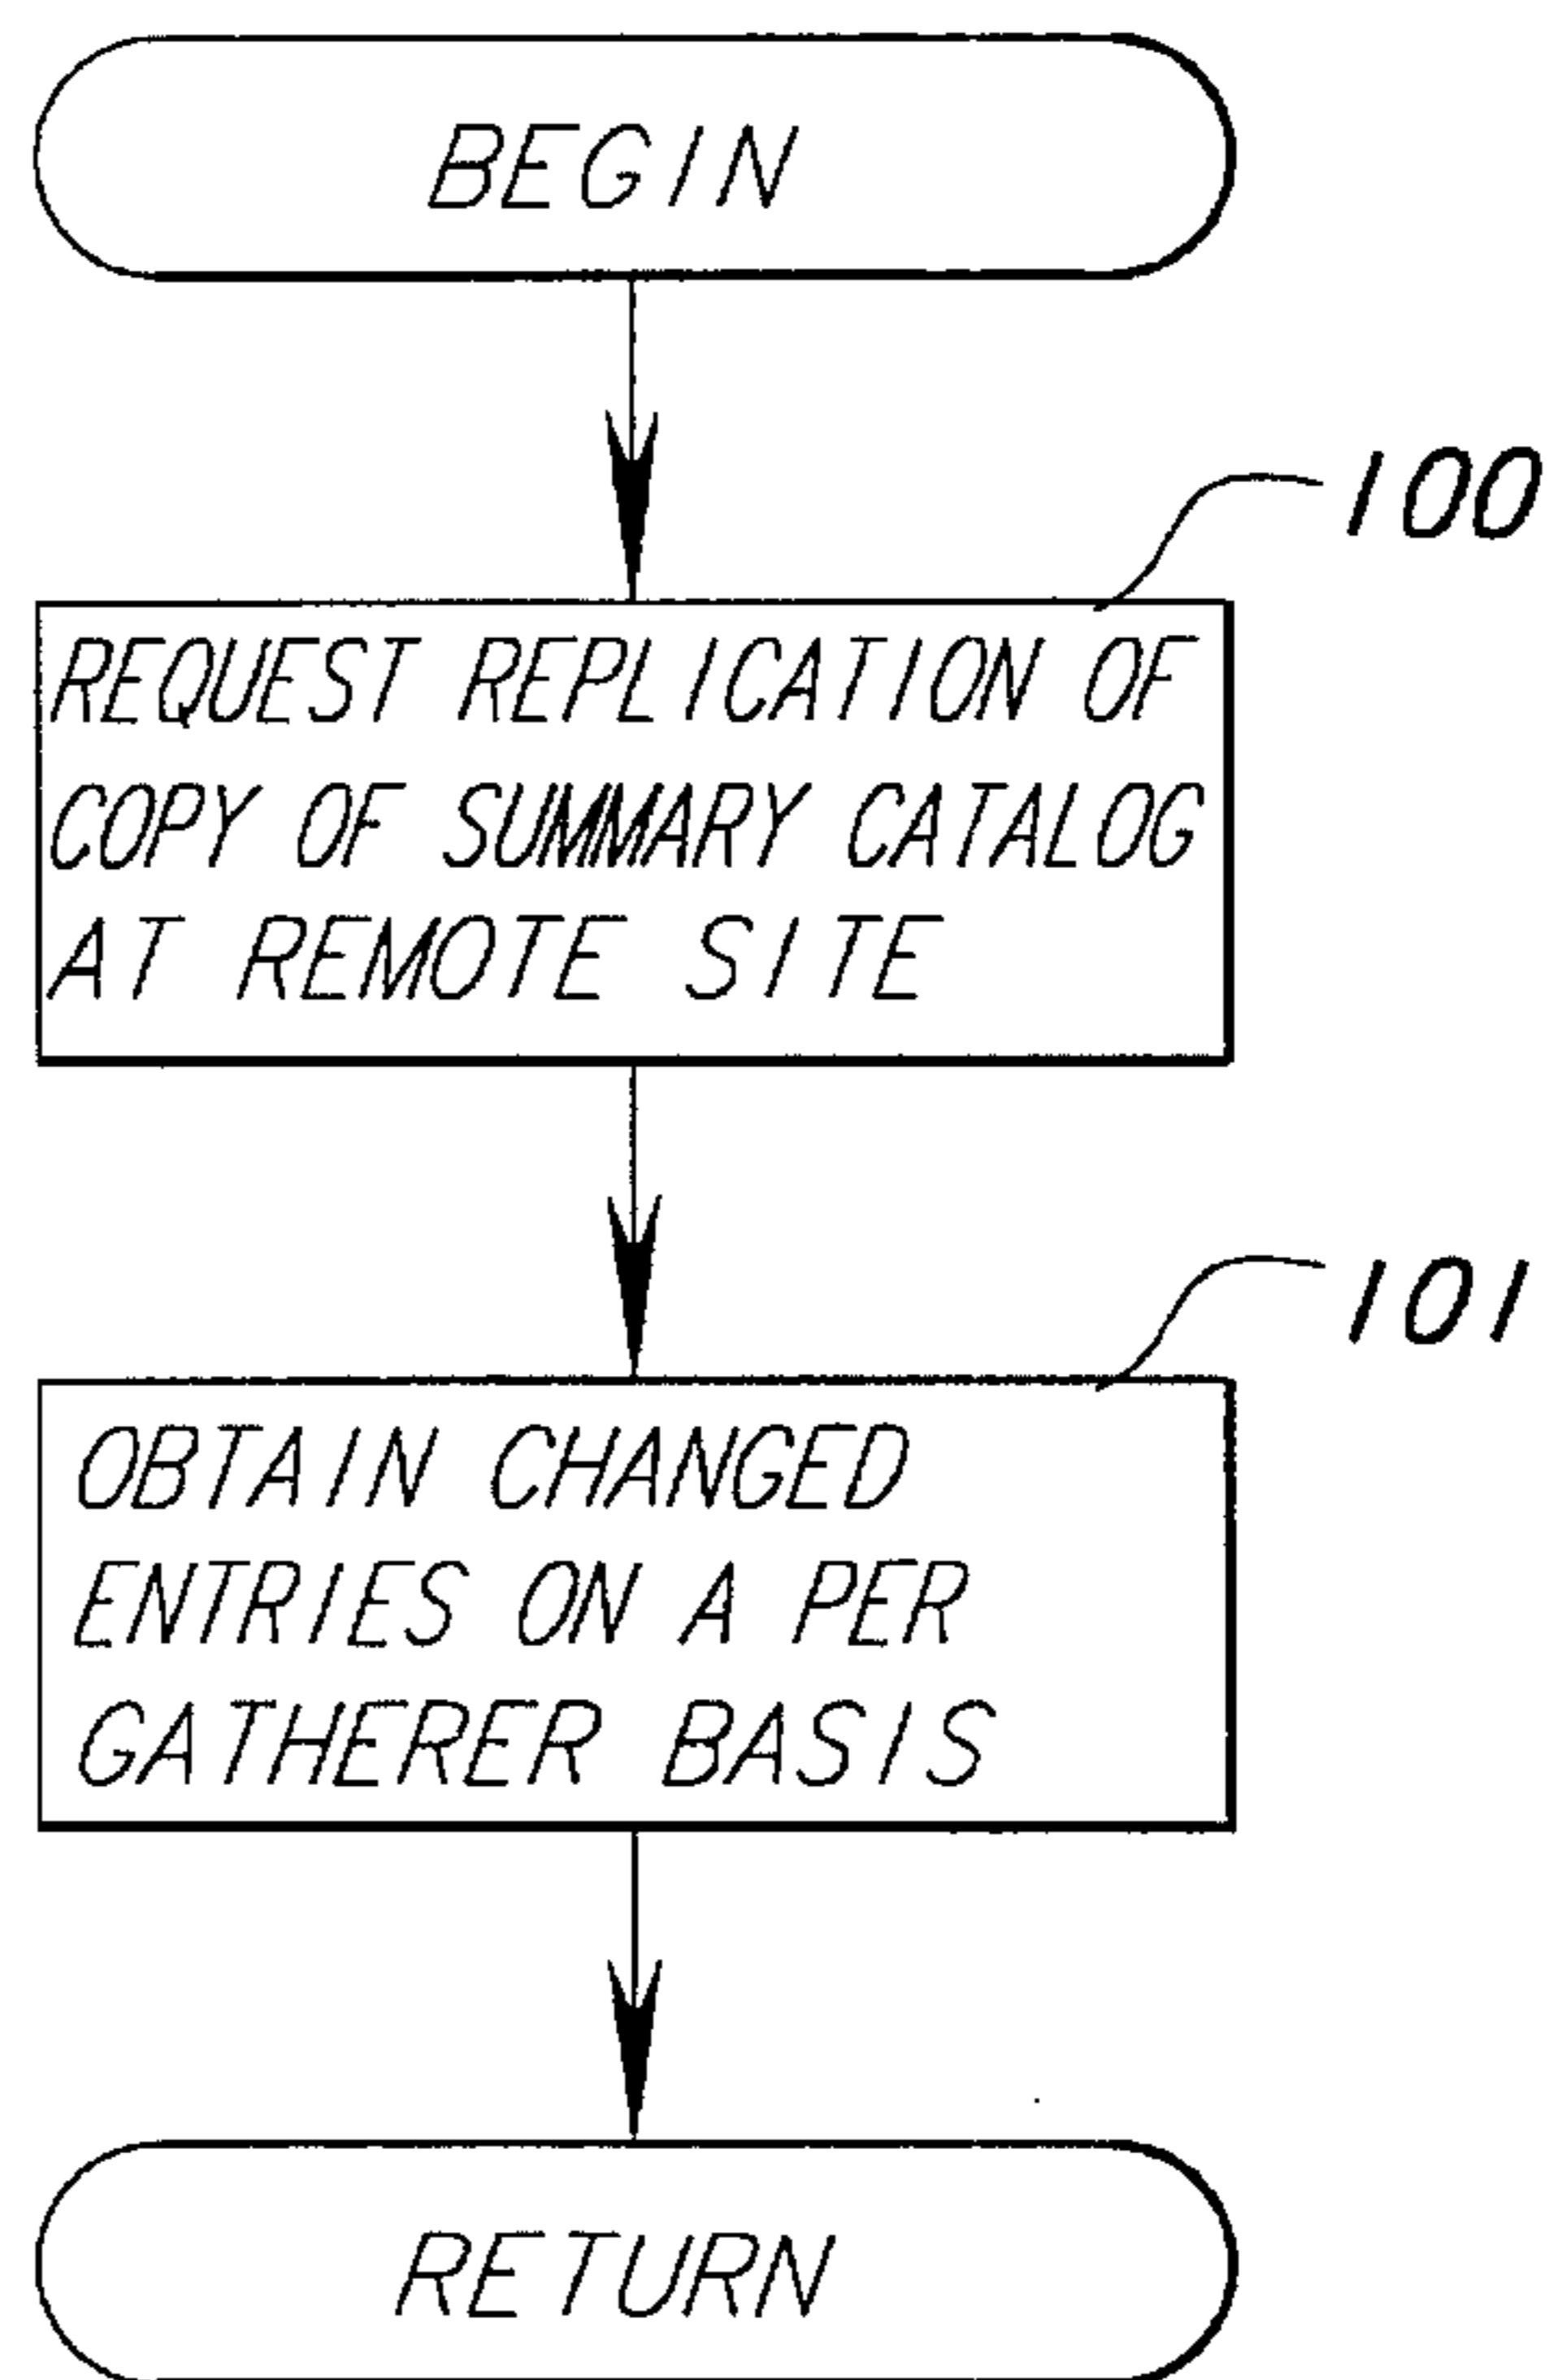 BEGIN
100
REQUEST REPLICATION OF
COPY OF SUMMARY CATALOG
AT REMOTE SITE
101
OBTAIN CHANGED
ENTRIES ON A PER
GATHERER BASIS
RETURN